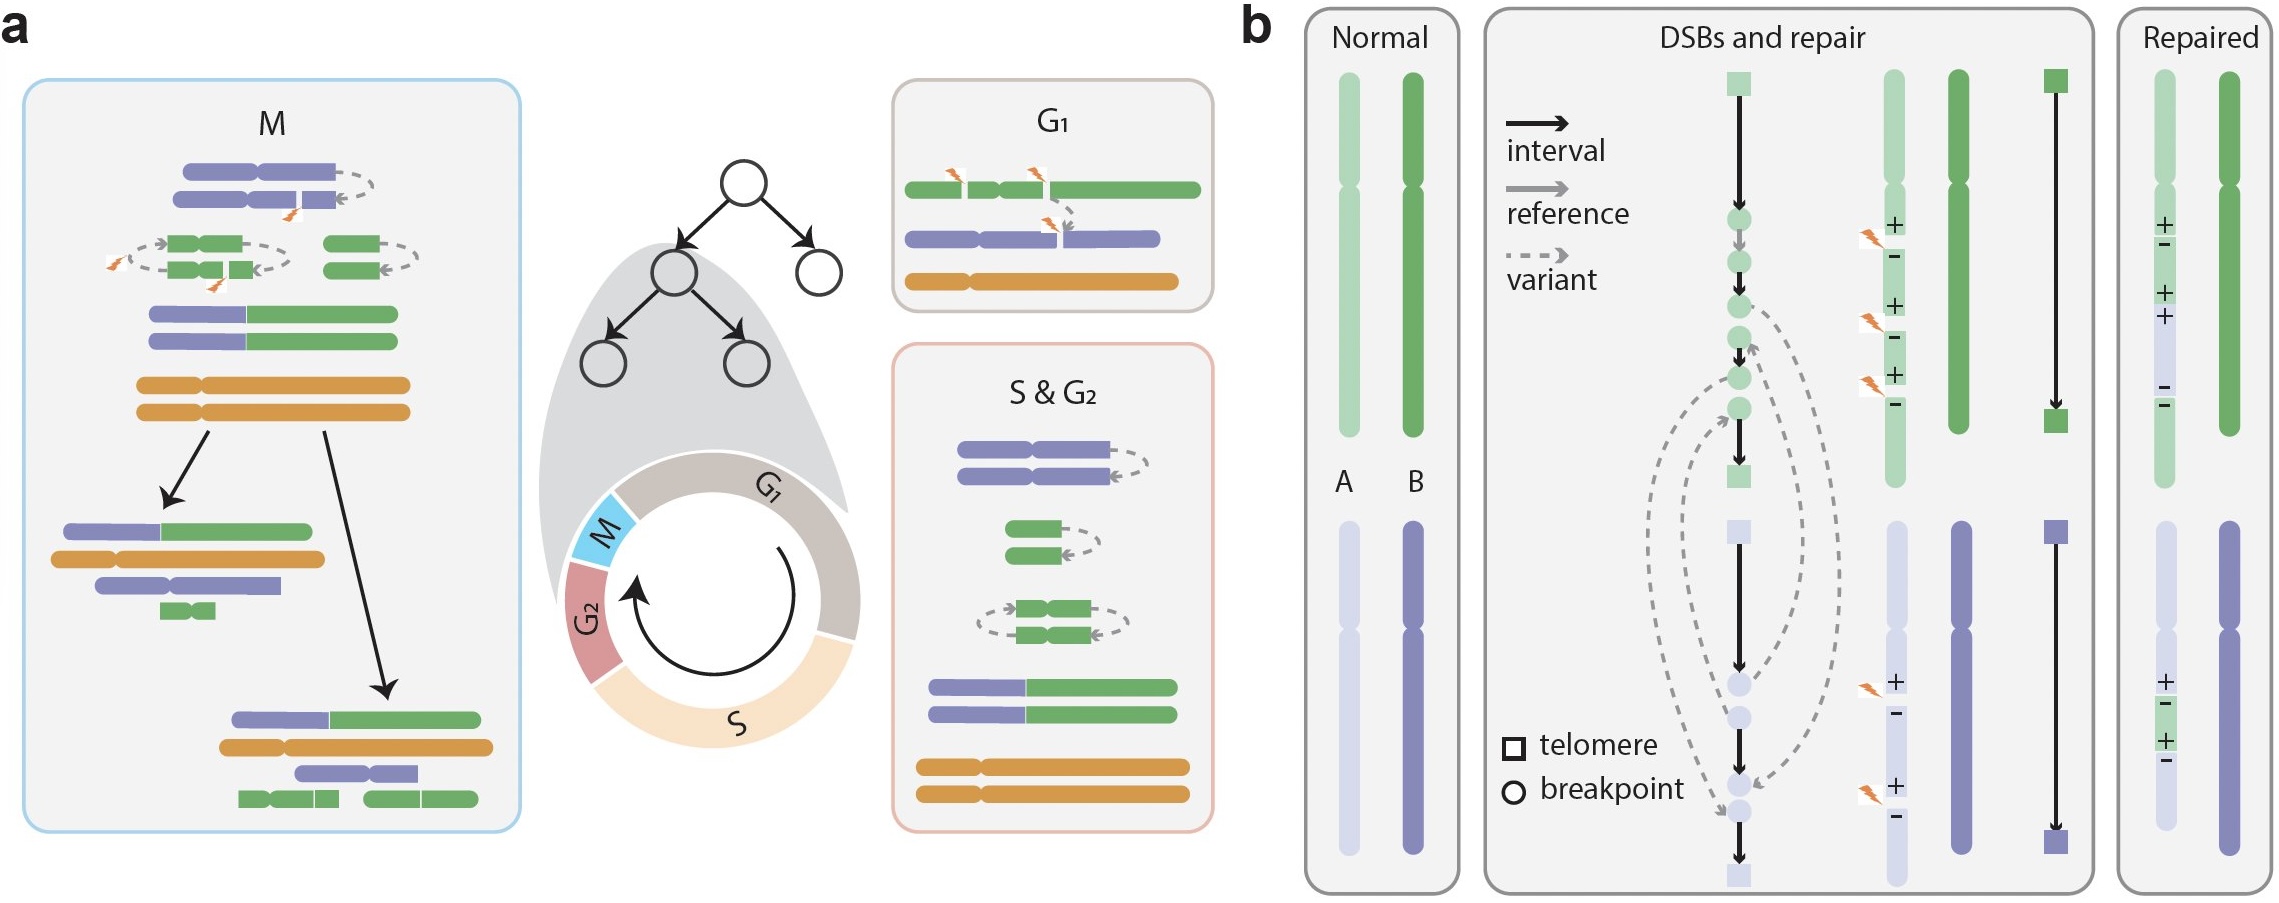 a
M
G₁
S & G₂
G₁
M
G₂
S
b
Normal
DSBs and repair
Repaired
interval
reference
variant
A
B
telomere
breakpoint
+
-
+
-
+
-
+
-
+
-
+
-
+
+
-
-
+
-
+
-